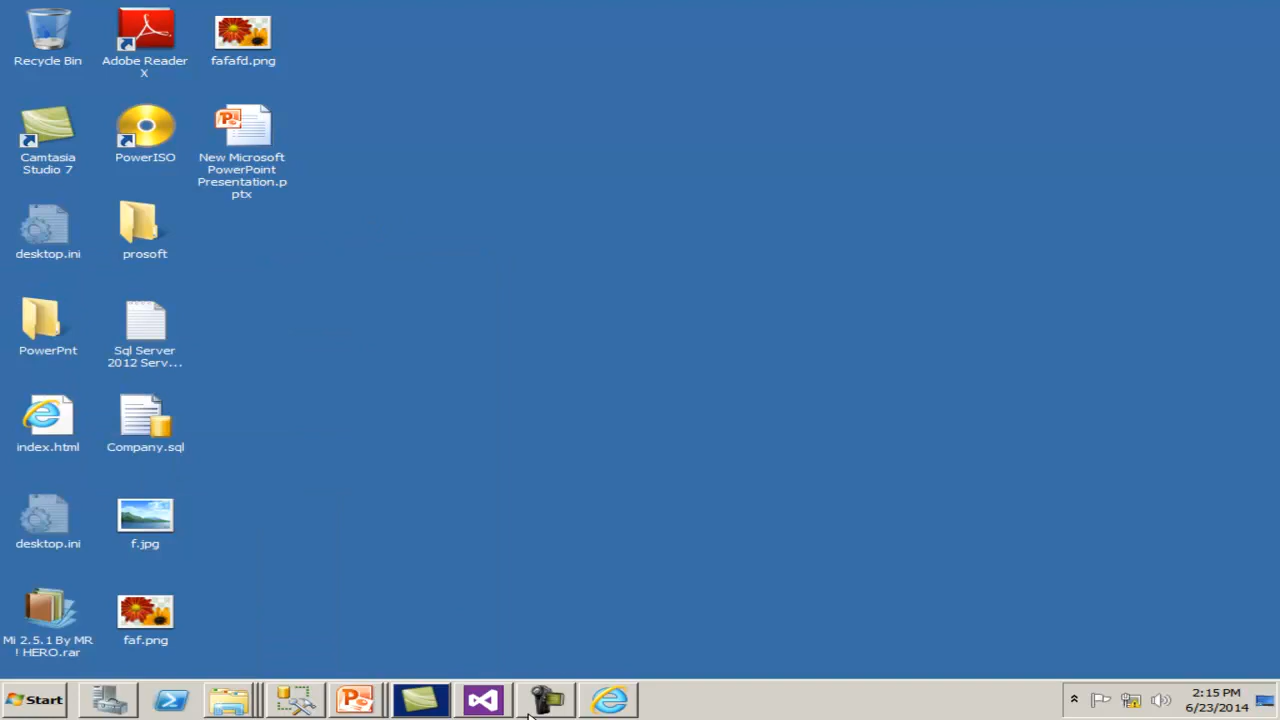 Recycle Bin
Adobe Reader
X
fafafd.png
Camtasia
Studio 7
PowerISO
New Microsoft
PowerPoint
Presentation.p
ptx
desktop.ini
prosoft
PowerPnt
Sql Server
2012 Serv...
index.html
Company.sql
desktop.ini
f.jpg
Mi 2.5.1 By MR
! HERO.rar
faf.png
Start
2:15 PM
6/23/2014